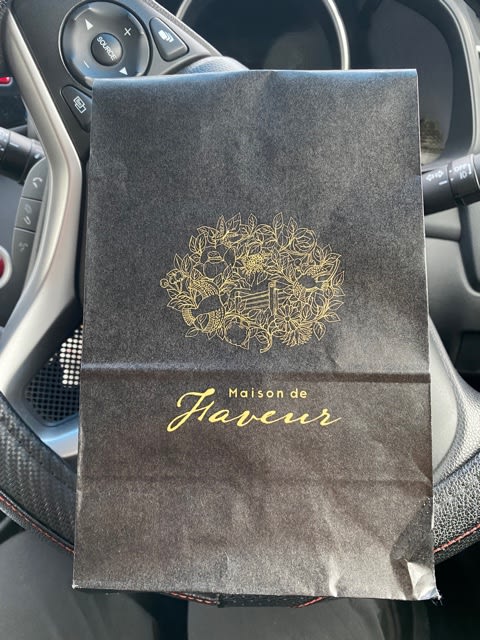 +
SOURCE
−
Maison de
Flaveur